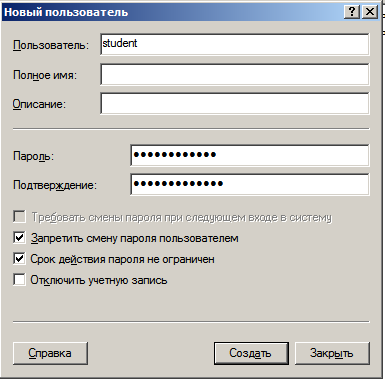 Новый пользователь
Пользователь: student
Полное имя:
Описание:
Пароль: ●●●●●●●●●●●●
Подтверждение: ●●●●●●●●●●●●●
Требовать смены пароля при следующем входе в систему
Запретить смену пароля пользователем
Срок действия пароля не ограничен
Отключить учетную запись
Справка Создать Закрыть